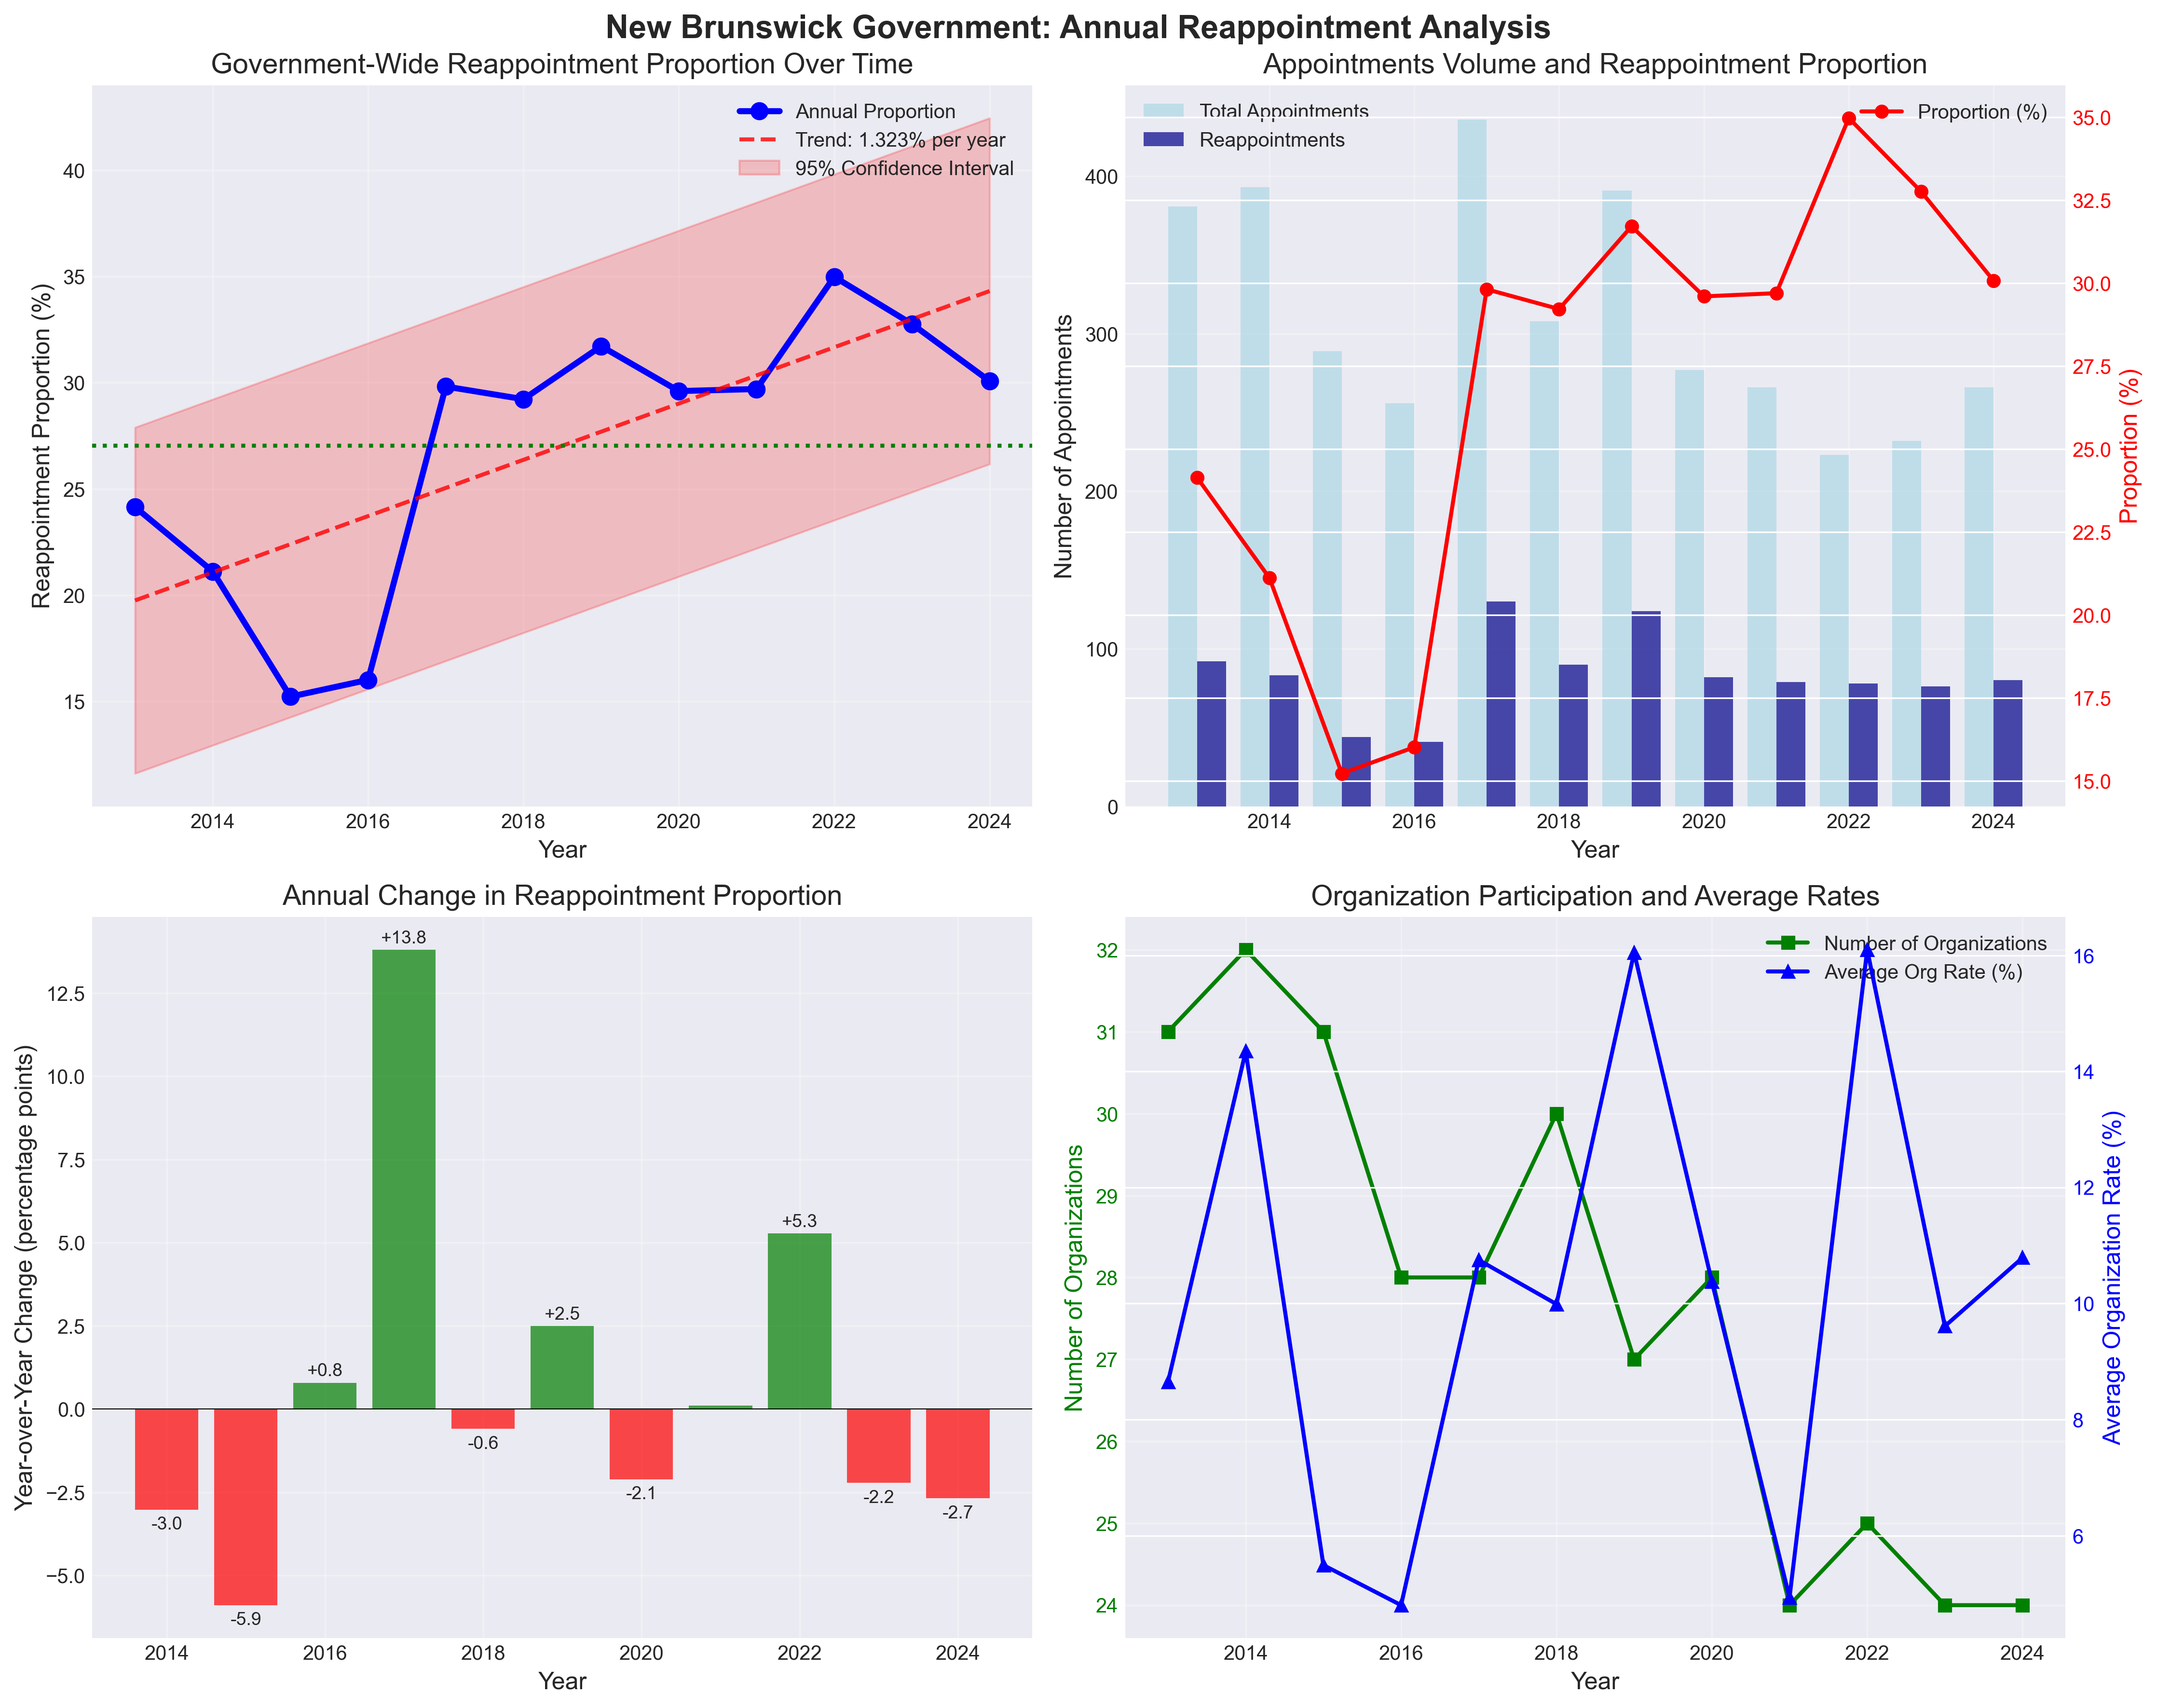 New Brunswick Government: Annual Reappointment Analysis
Government-Wide Reappointment Proportion Over Time
Annual Proportion
Trend: 1.323% per year
95% Confidence Interval
Reappointment Proportion (%)
40
35
30
25
20
15
2014 2016 2018 2020 2022 2024
Year
Appointments Volume and Reappointment Proportion
Total Appointments
Reappointments
Proportion (%)
Number of Appointments
400
300
200
100
0
35.0
32.5
30.0
27.5
25.0
22.5
20.0
17.5
15.0
Proportion (%)
2014 2016 2018 2020 2022 2024
Year
Annual Change in Reappointment Proportion
Year-over-Year Change (percentage points)
12.5
10.0
7.5
5.0
2.5
0.0
−2.5
−5.0
-3.0
-5.9
+0.8
+13.8
-0.6
+2.5
-2.1
+5.3
-2.2
-2.7
2014 2016 2018 2020 2022 2024
Year
Organization Participation and Average Rates
Number of Organizations
Average Org Rate (%)
Number of Organizations
32
31
30
29
28
27
26
25
24
16
14
12
10
8
6
Average Organization Rate (%)
2014 2016 2018 2020 2022 2024
Year